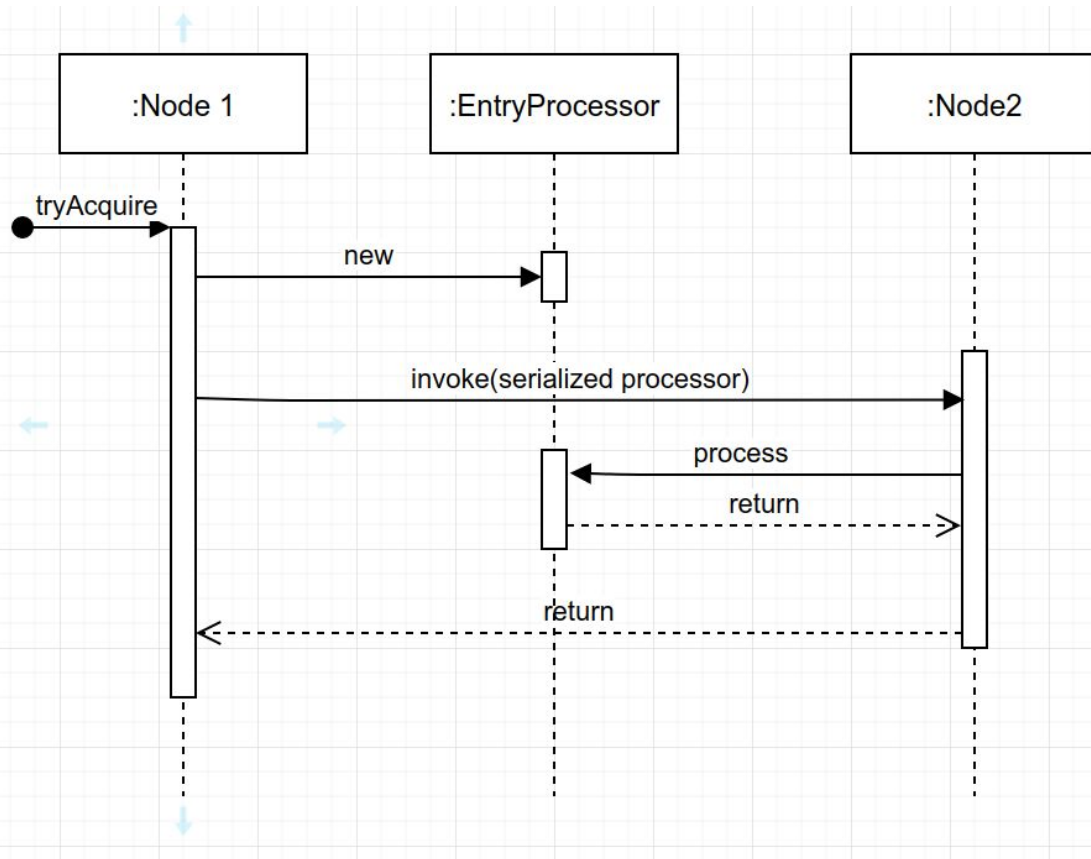 :Node 1
:EntryProcessor
:Node2
tryAcquire
new
invoke(serialized processor)
process
return
return